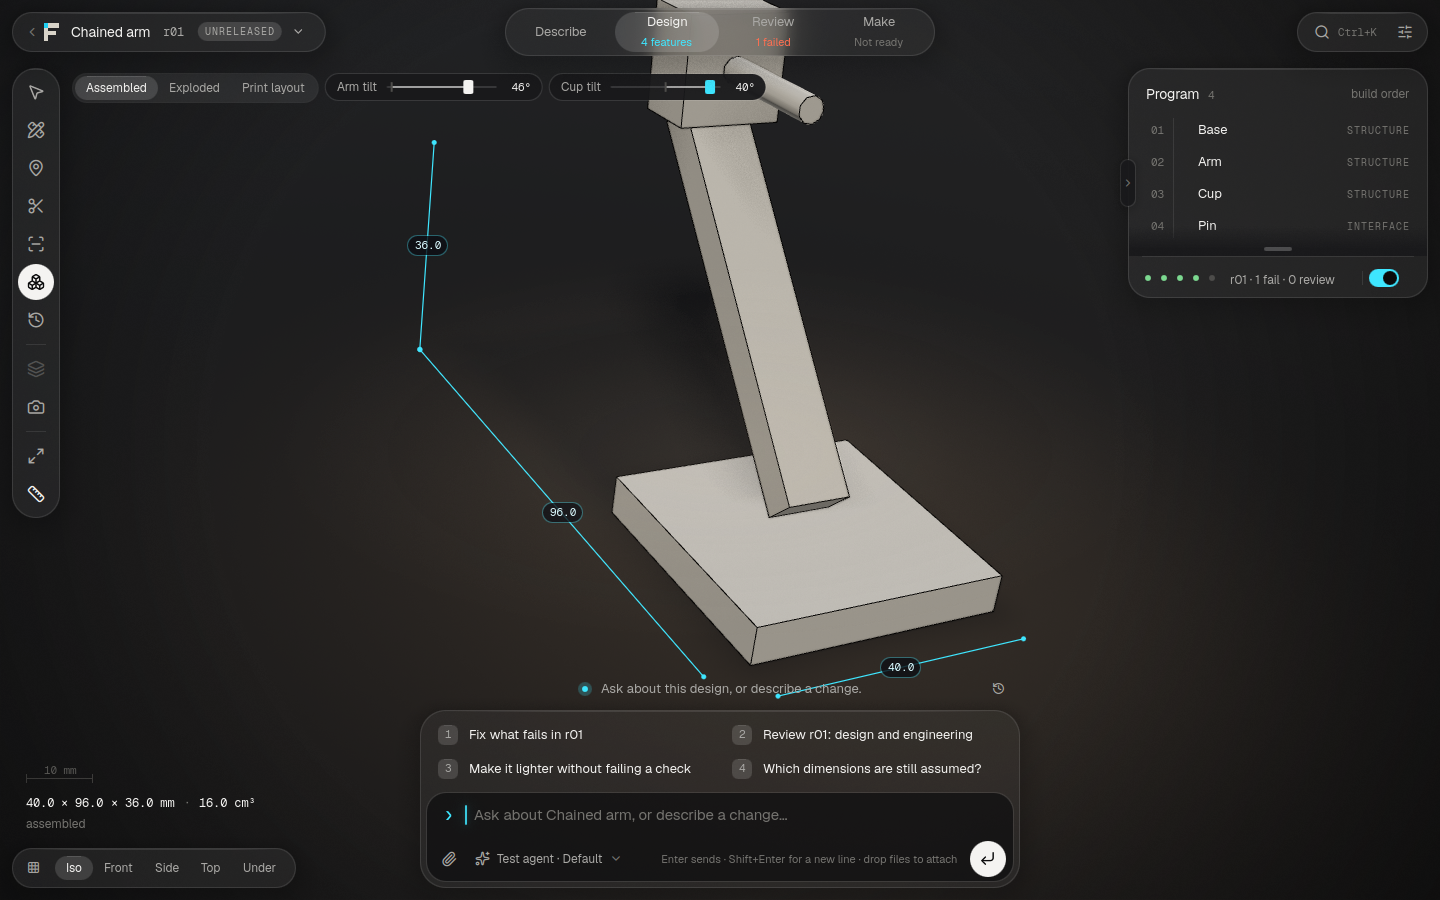 Chained arm r01 UNRELEASED
Describe
Design
4 features
Review
1 failed
Make
Not ready
Ctrl+K
Assembled Exploded Print layout
Arm tilt 46°
Cup tilt 40°
Program 4 build order
01 Base STRUCTURE
02 Arm STRUCTURE
03 Cup STRUCTURE
04 Pin INTERFACE
r01 · 1 fail · 0 review
36.0
96.0
40.0
Ask about this design, or describe a change.
1 Fix what fails in r01
2 Review r01: design and engineering
3 Make it lighter without failing a check
4 Which dimensions are still assumed?
Ask about Chained arm, or describe a change...
Test agent · Default
Enter sends · Shift+Enter for a new line · drop files to attach
10 mm
40.0 × 96.0 × 36.0 mm · 16.0 cm³
assembled
Iso Front Side Top Under